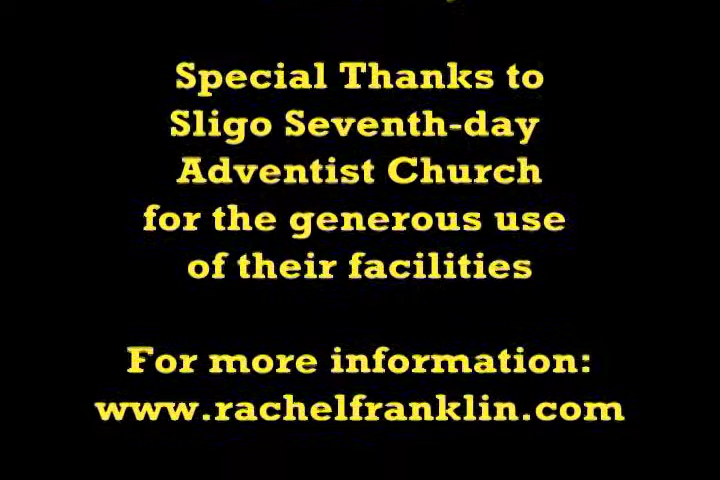 Special Thanks to
Sligo Seventh-day
Adventist Church
for the generous use
of their facilities
For more information:
www.rachelfranklin.com